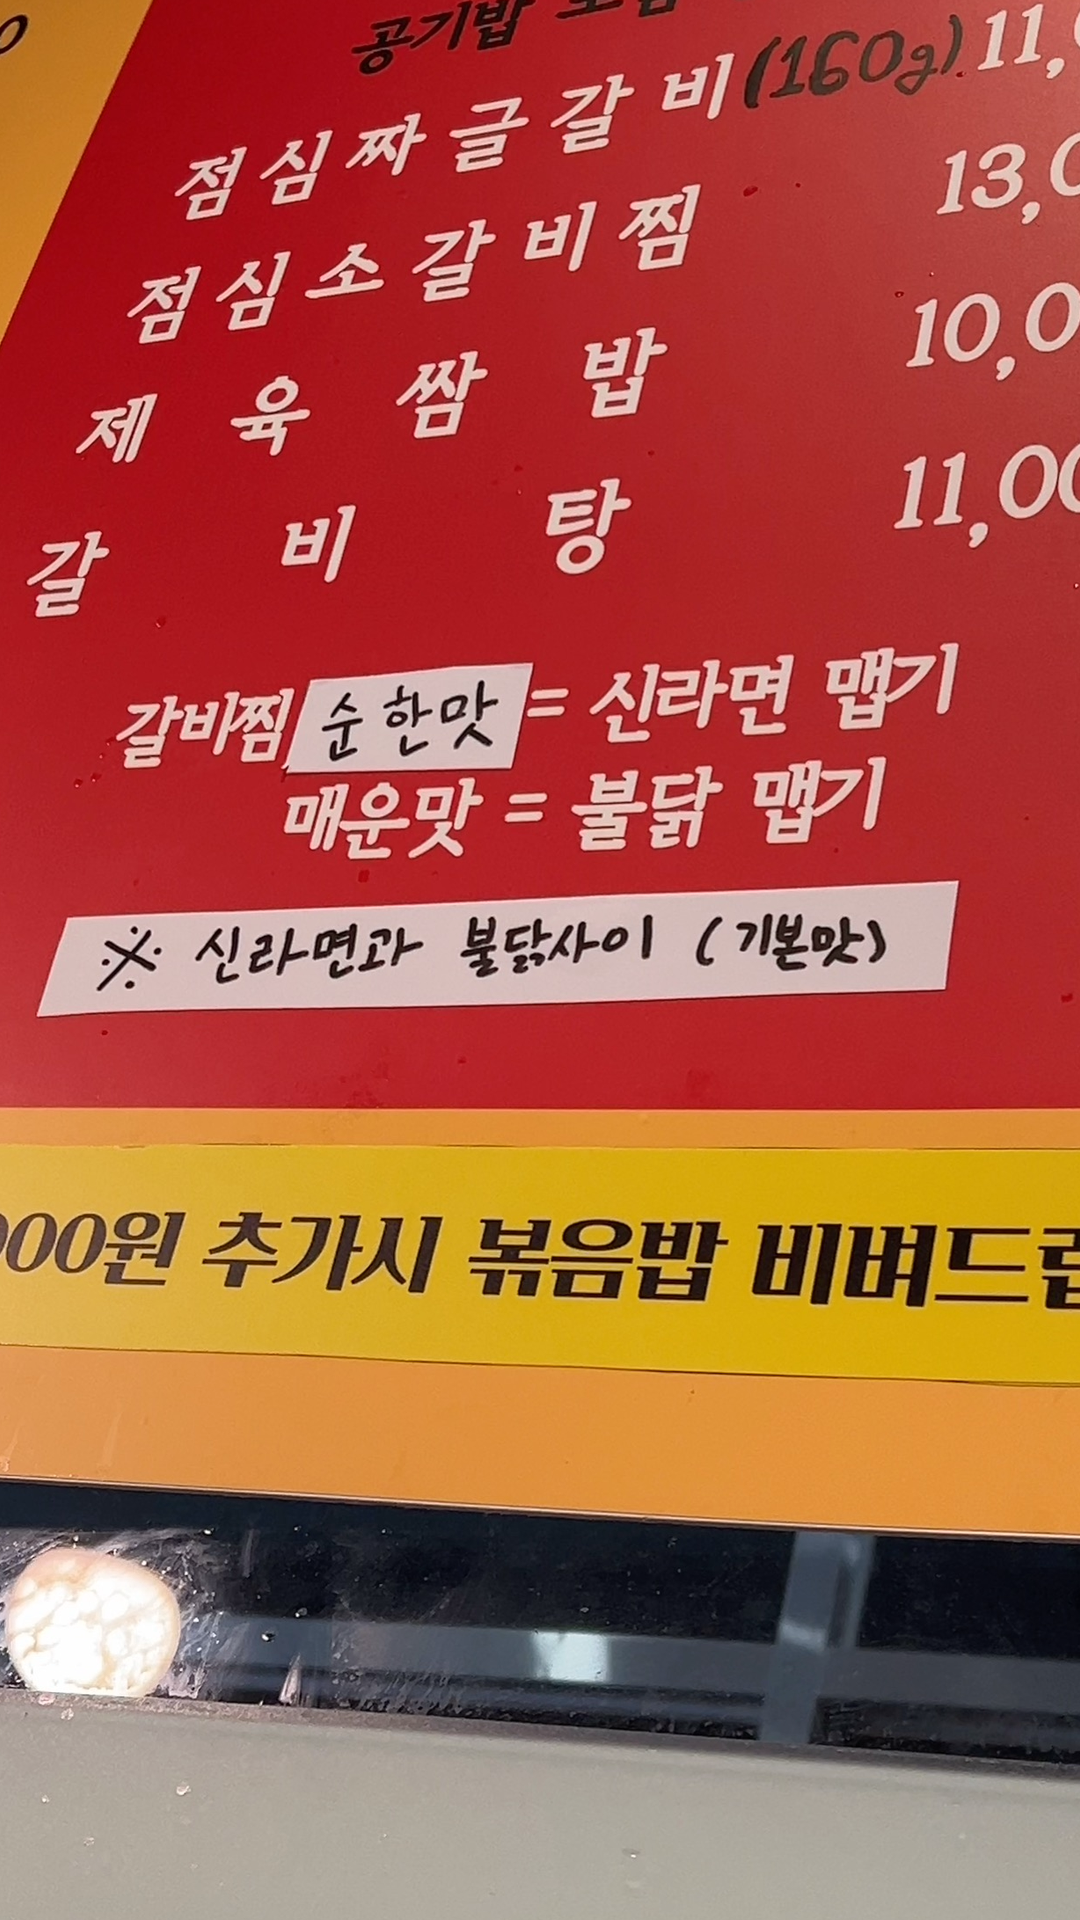 공기밥
점심짜글갈비(160g) 11,
점심소갈비찜 13,0
제육쌈밥 10,0
갈비탕 11,00
갈비찜 순한맛 = 신라면 맵기
매운맛 = 불닭 맵기
※ 신라면과 불닭사이 (기본맛)
000원 추가시 볶음밥 비벼드